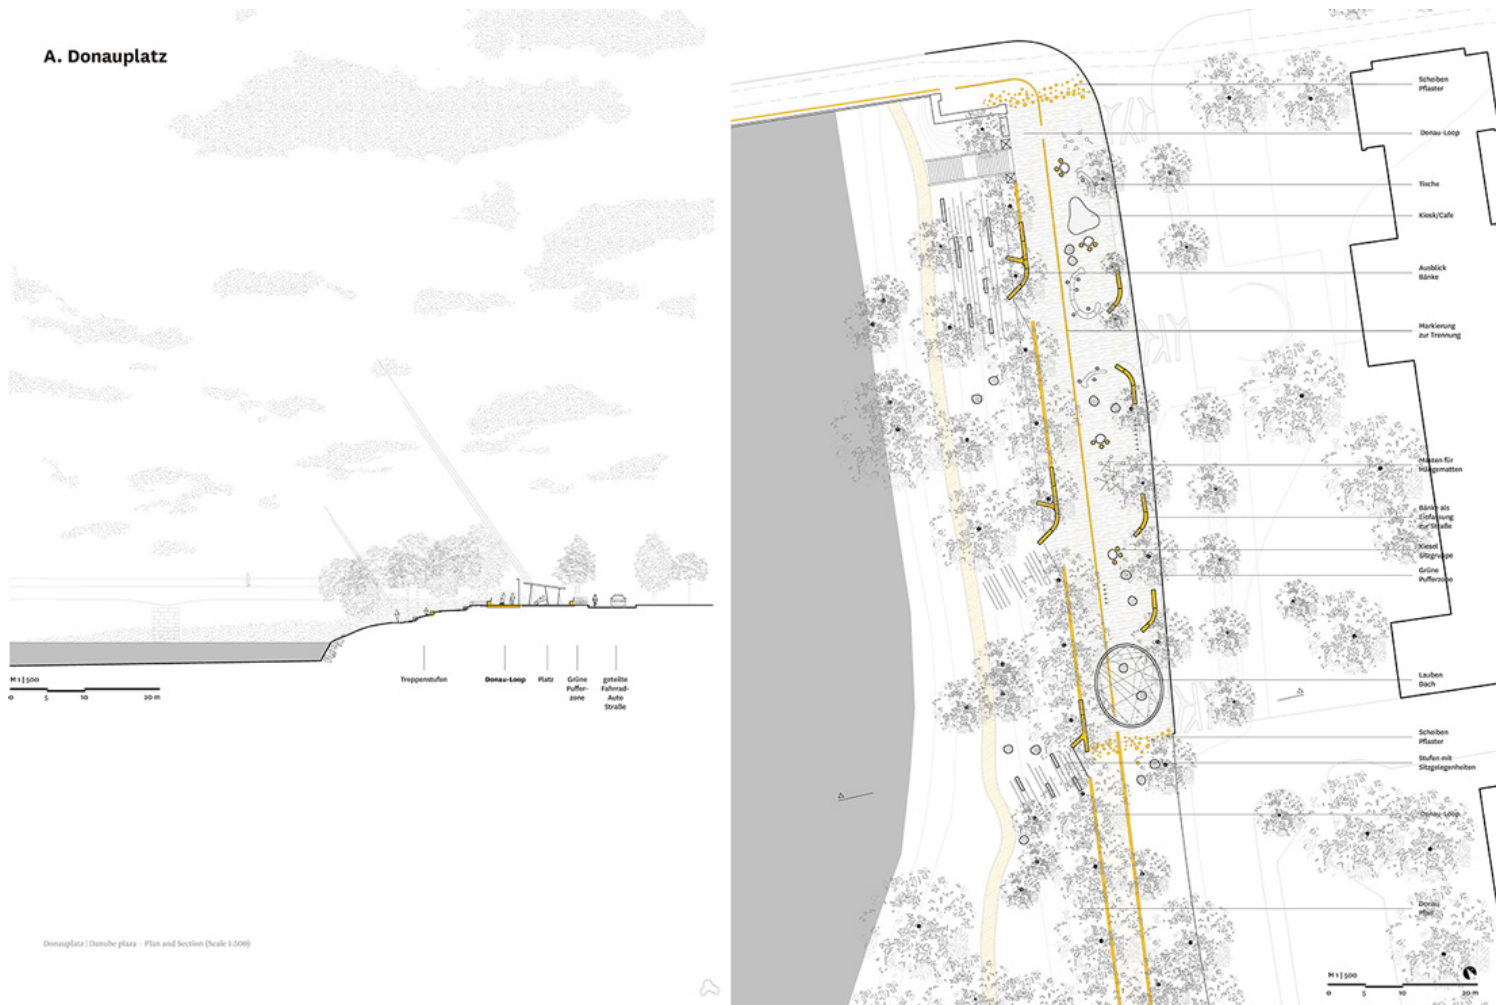 A. Donauplatz
M 1 | 500
0 5 10 20 m
Treppenstufen
Donau-Loop
Platz
Grüne
Puffer-
zone
geteilte
Fahrrad-
Auto
Straße
Donauplatz | Danube plaza - Plan and Section (Scale 1:500)
Scheiben
Pflaster
Donau-Loop
Tische
Kiosk/Cafe
Ausblick
Bänke
Markierung
zur Trennung
Masten für
Hängematten
Bänke als
Einfassung
zur Straße
Kiesel
Sitzgruppe
Grüne
Pufferzone
Lauben
Dach
Scheiben
Pflaster
Stufen mit
Sitzgelegenheiten
Donau-Loop
Donau
M 1 | 500
0 5 10 20 m